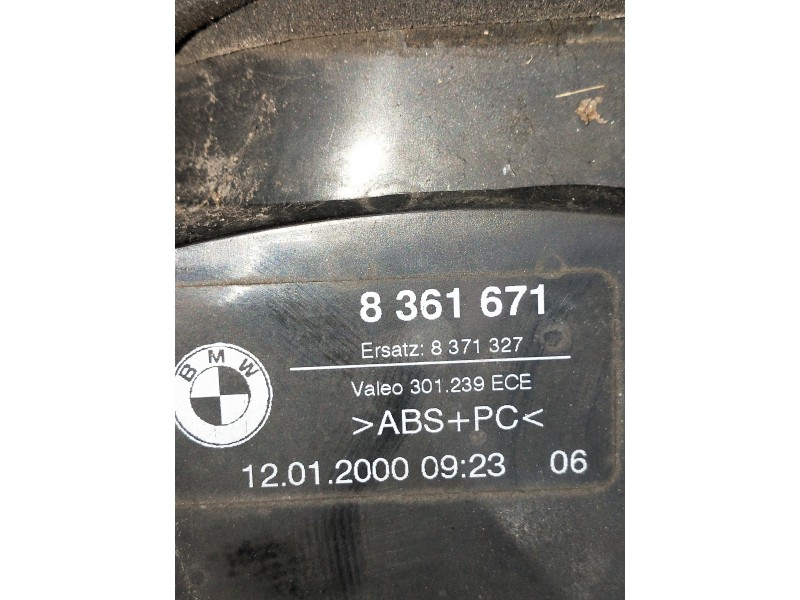 8 361 671
Ersatz: 8 371 327
BMW
Valeo 301.239 ECE
>ABS+PC<
12.01.2000 09:23 06